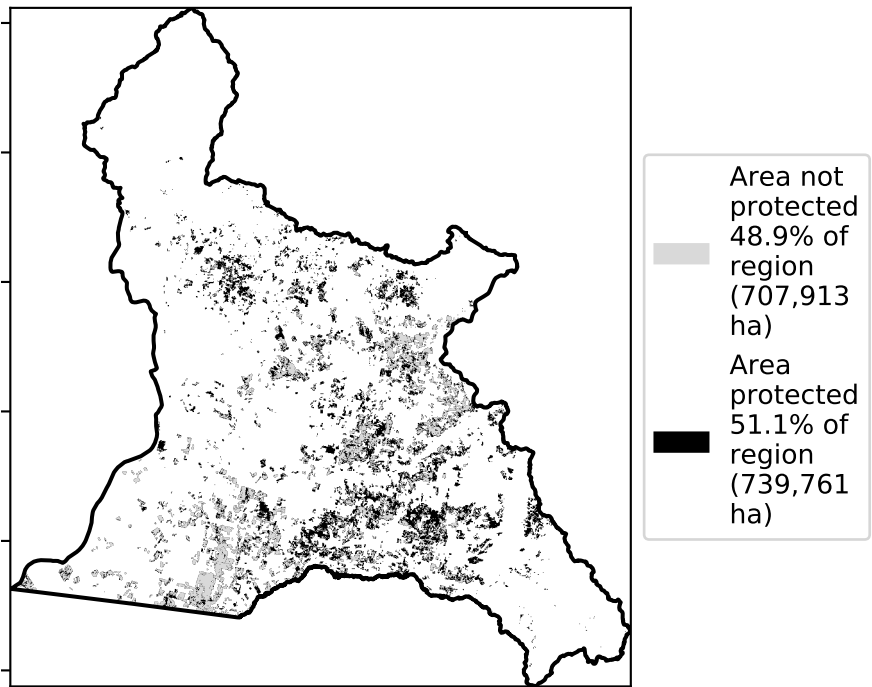 Area not
protected
48.9% of
region
(707,913
ha)
Area
protected
51.1% of
region
(739,761
ha)